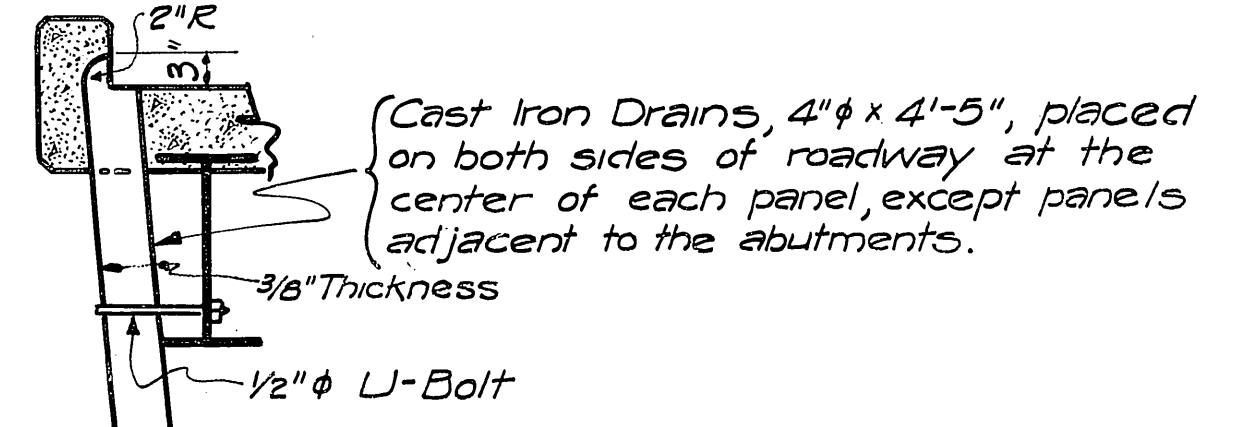 2"R
3"
Cast Iron Drains, 4"ϕ x 4'-5", placed
on both sides of roadway at the
center of each panel, except panels
adjacent to the abutments.
3/8" Thickness
1/2"ϕ U-Bolt